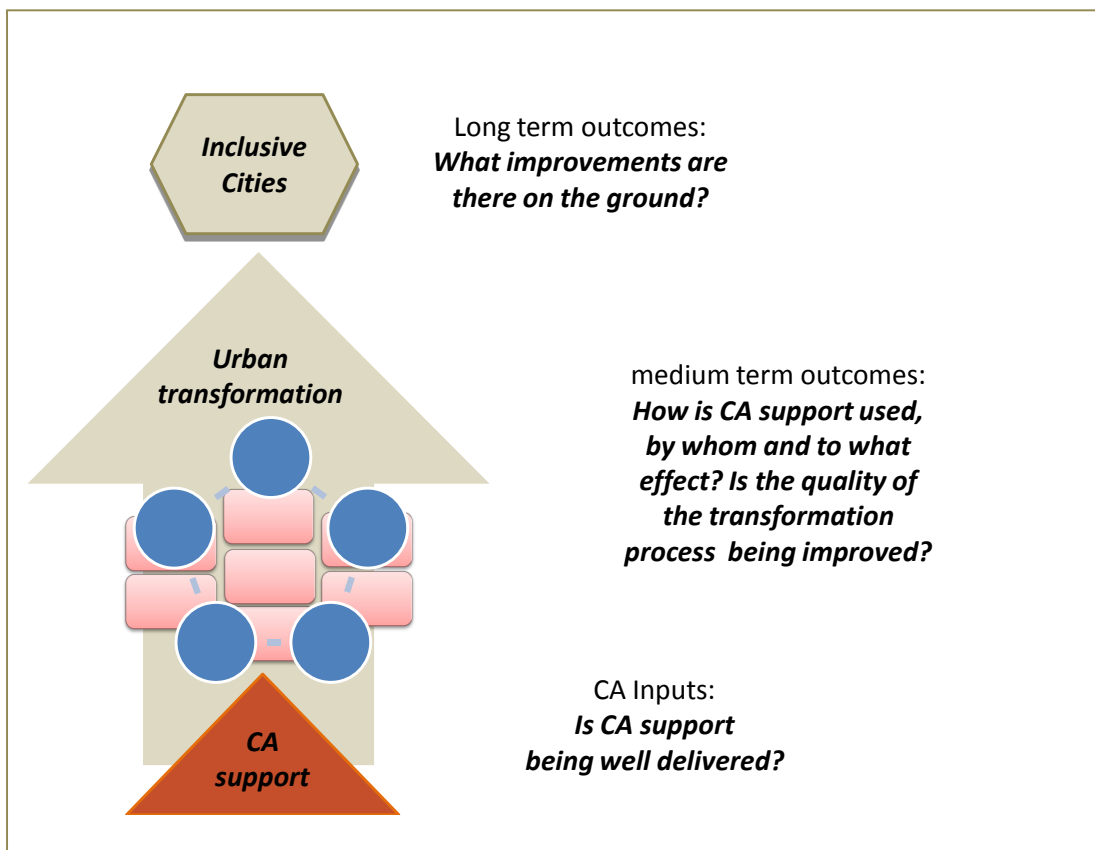 Inclusive
Cities
Long term outcomes:
What improvements are
there on the ground?
Urban
transformation
medium term outcomes:
How is CA support used,
by whom and to what
effect? Is the quality of
the transformation
process being improved?
CA Inputs:
Is CA support
being well delivered?
CA
support